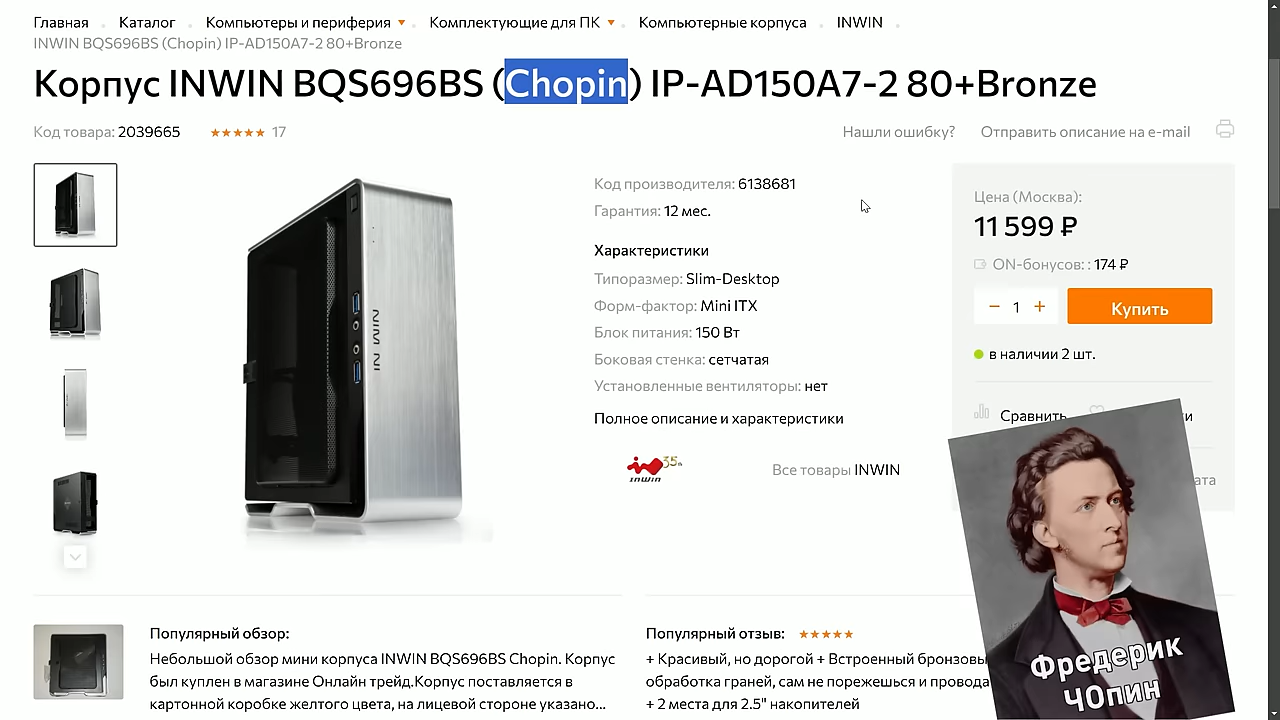 Главная Каталог Компьютеры и периферия Комплектующие для ПК Компьютерные корпуса INWIN
INWIN BQS696BS (Chopin) IP-AD150A7-2 80+Bronze
Корпус INWIN BQS696BS (Chopin) IP-AD150A7-2 80+Bronze
Код товара: 2039665 17 Нашли ошибку? Отправить описание на e-mail
Код производителя: 6138681
Гарантия: 12 мес.
Характеристики
Типоразмер: Slim-Desktop
Форм-фактор: Mini ITX
Блок питания: 150 Вт
Боковая стенка: сетчатая
Установленные вентиляторы: нет
Полное описание и характеристики
35
inwin
Все товары INWIN
IN WIN
Цена (Москва):
11 599 ₽
ON-бонусов: : 174 ₽
− 1 + Купить
в наличии 2 шт.
Сравнить
Популярный обзор:
Небольшой обзор мини корпуса INWIN BQS696BS Chopin. Корпус
был куплен в магазине Онлайн трейд.Корпус поставляется в
картонной коробке желтого цвета, на лицевой стороне указано...
Популярный отзыв:
+ Красивый, но дорогой + Встроенный бронзовы
обработка граней, сам не порежешься и провода
+ 2 места для 2.5" накопителей
Фредерик
ЧОпин